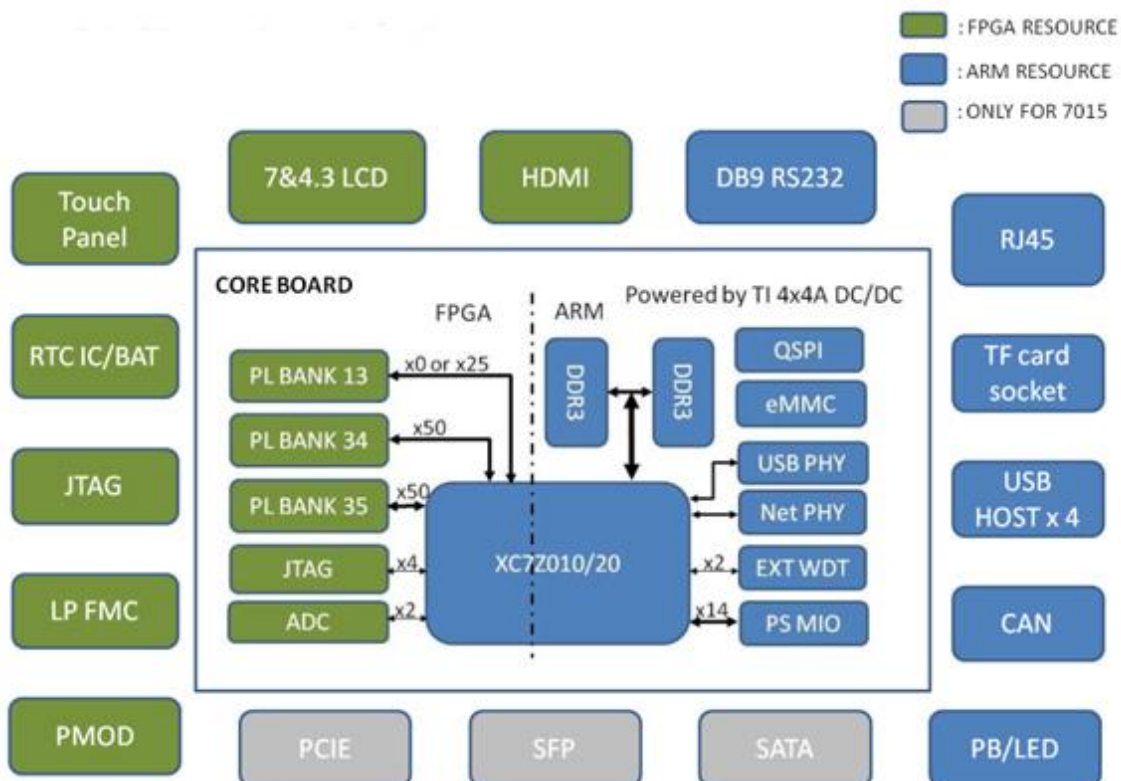 : FPGA RESOURCE
: ARM RESOURCE
: ONLY FOR 7015
7&4.3 LCD
HDMI
DB9 RS232
Touch
Panel
RJ45
RTC IC/BAT
TF card
socket
JTAG
USB
HOST x 4
LP FMC
CAN
PMOD
PCIE
SFP
SATA
PB/LED
CORE BOARD
Powered by TI 4x4A DC/DC
FPGA
ARM
PL BANK 13
x0 or x25
PL BANK 34
x50
PL BANK 35
x50
JTAG
x4
ADC
x2
XC7Z010/20
DDR3
DDR3
QSPI
eMMC
USB PHY
Net PHY
x2
EXT WDT
x14
PS MIO